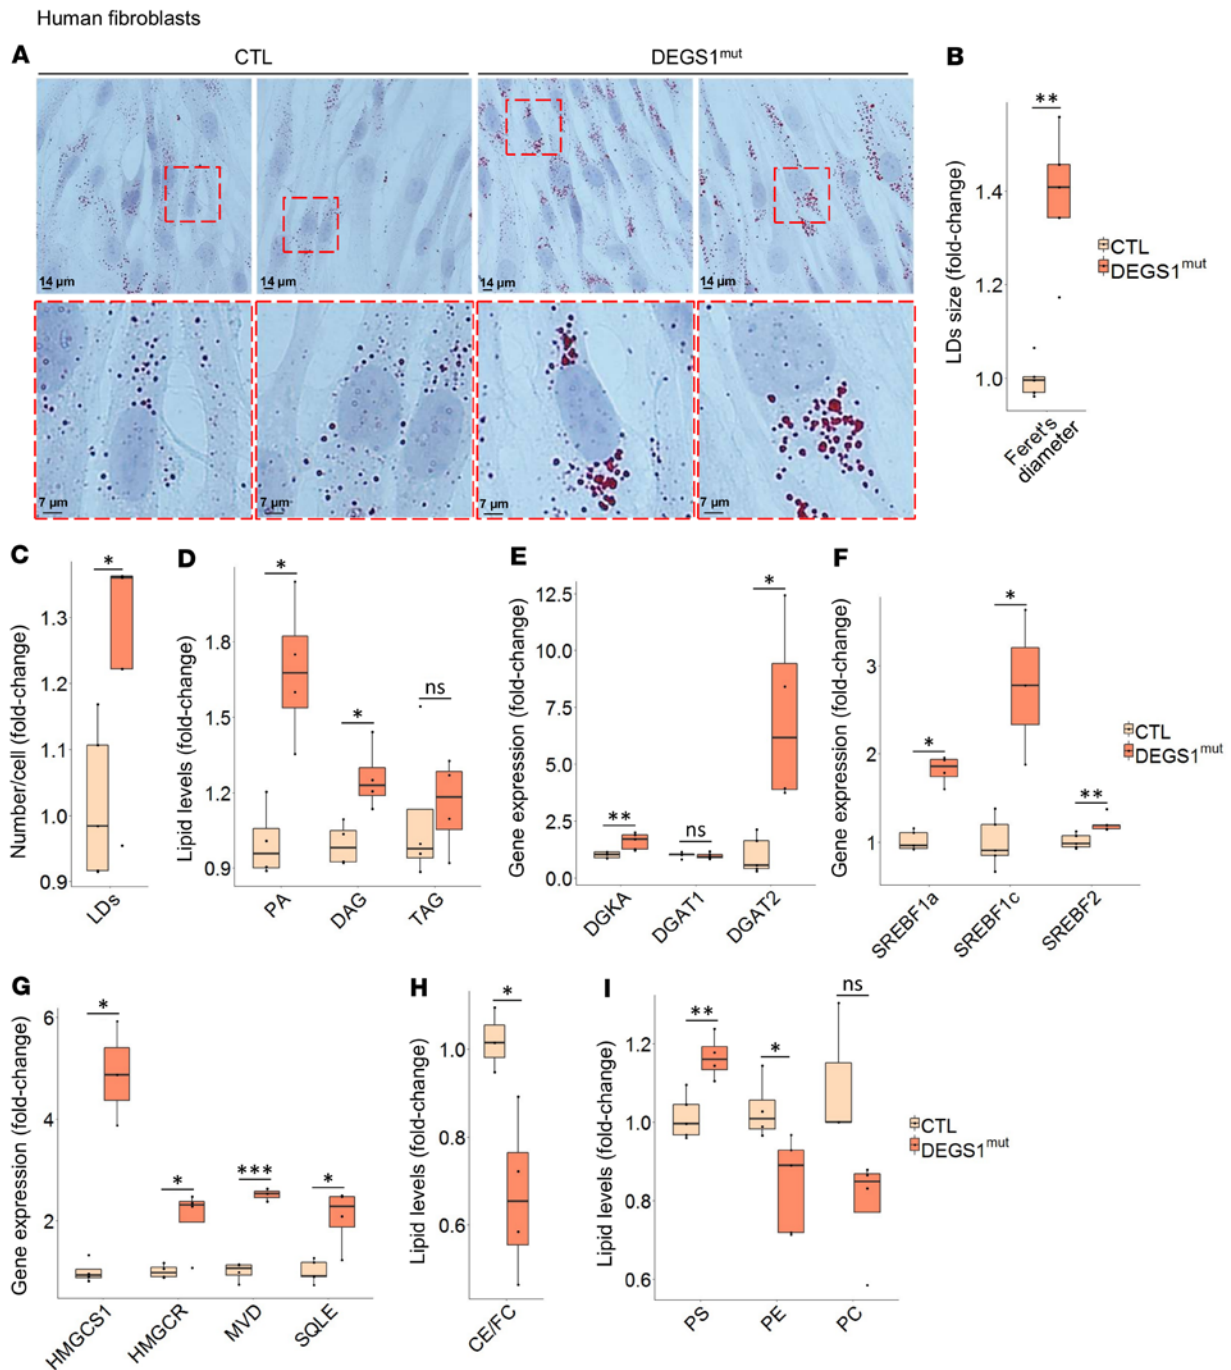 Human fibroblasts
A
CTL
DEGS1mut
14 µm
14 µm
14 µm
14 µm
7 µm
7 µm
7 µm
7 µm
B
LDs size (fold-change)
**
1.4
1.2
1.0
Feret's
diameter
CTL
DEGS1mut
C
Number/cell (fold-change)
*
1.3
1.2
1.1
1.0
0.9
LDs
D
Lipid levels (fold-change)
1.8
1.5
1.2
0.9
*
*
ns
PA
DAG
TAG
E
Gene expression (fold-change)
12.5
10.0
7.5
5.0
2.5
0.0
**
ns
*
DGKA
DGAT1
DGAT2
F
Gene expression (fold-change)
3
2
1
*
*
**
SREBF1a
SREBF1c
SREBF2
CTL
DEGS1mut
G
Gene expression (fold-change)
6
4
2
*
*
***
*
HMGCS1
HMGCR
MVD
SQLE
H
Lipid levels (fold-change)
*
1.0
0.8
0.6
CE/FC
I
Lipid levels (fold-change)
1.2
1.0
0.8
0.6
**
*
ns
PS
PE
PC
CTL
DEGS1mut